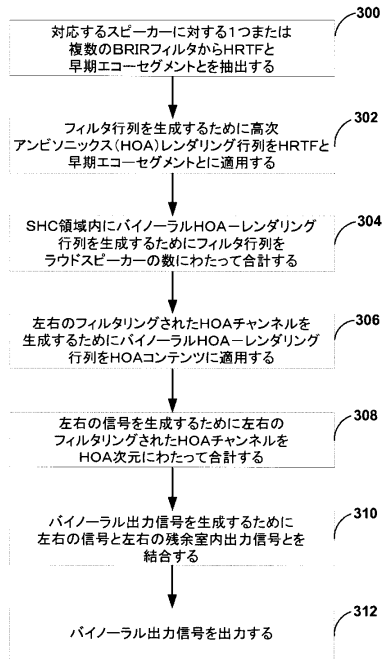 300
対応するスピーカーに対する1つまたは
複数のBRIRフィルタからHRTFと
早期エコーセグメントとを抽出する
302
フィルタ行列を生成するために高次
アンビソニックス(HOA)レンダリング行列をHRTFと
早期エコーセグメントとに適用する
304
SHC領域内にバイノーラルHOA－レンダリング
行列を生成するためにフィルタ行列を
ラウドスピーカーの数にわたって合計する
306
左右のフィルタリングされたHOAチャンネルを
生成するためにバイノーラルHOA－レンダリング
行列をHOAコンテンツに適用する
308
左右の信号を生成するために左右の
フィルタリングされたHOAチャンネルを
HOA次元にわたって合計する
310
バイノーラル出力信号を生成するために
左右の信号と左右の残余室内出力信号とを
結合する
312
バイノーラル出力信号を出力する